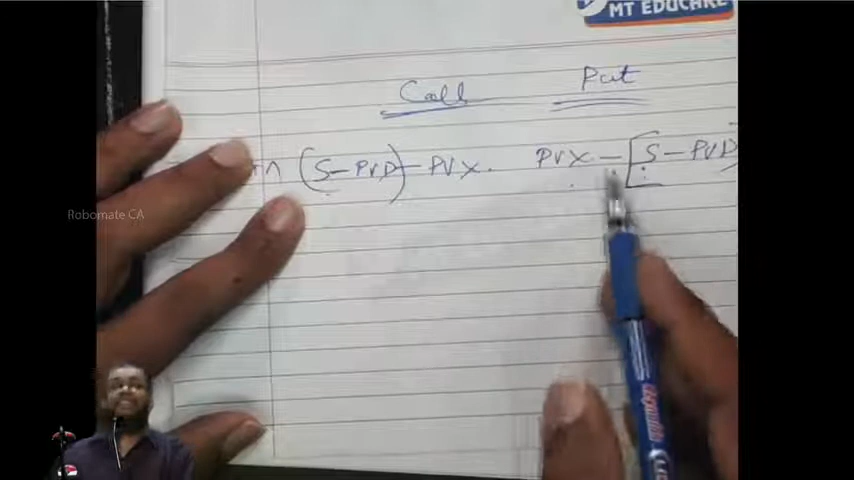 MT EDUCARE
Call Put
(S - PVD) - PVX. PVX - [S - PVD
Robomate CA